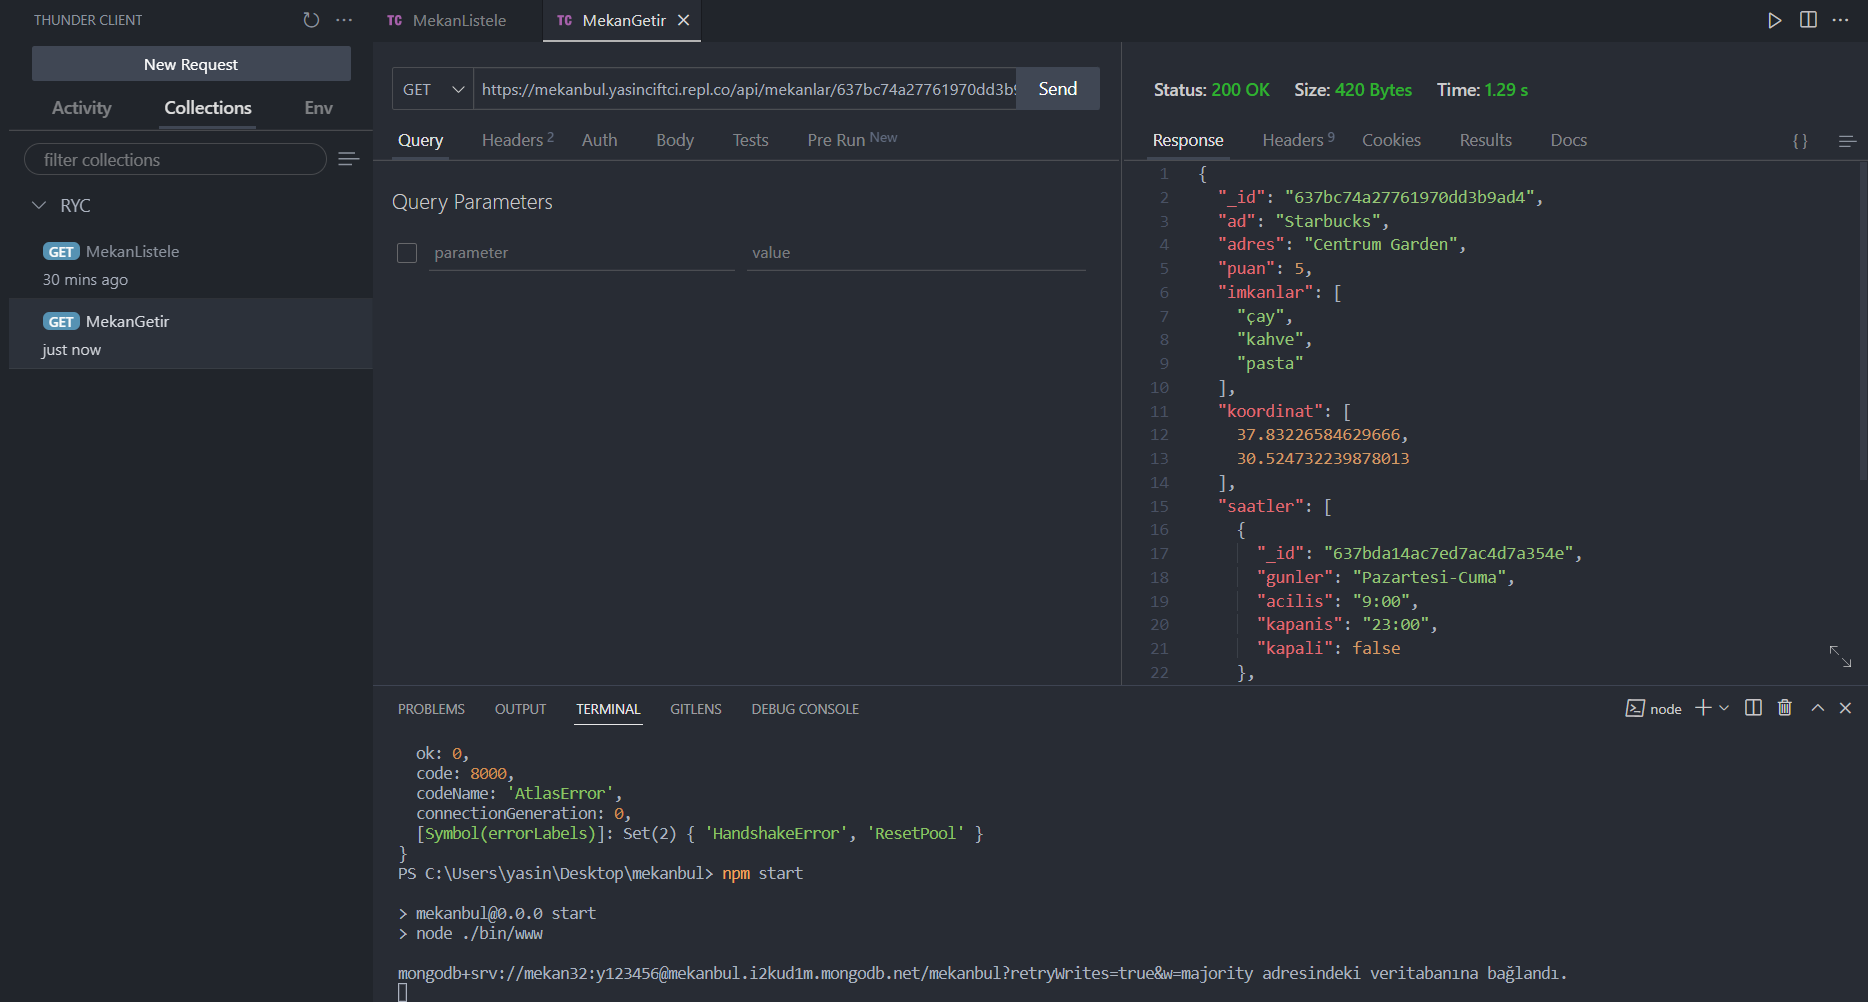 THUNDER CLIENT
New Request
Activity Collections Env
filter collections
RYC
GET MekanListele
30 mins ago
GET MekanGetir
just now
TC MekanListele TC MekanGetir
GET https://mekanbul.yasinciftci.repl.co/api/mekanlar/637bc74a27761970dd3b9 Send
Query Headers 2 Auth Body Tests Pre Run New
Query Parameters
parameter value
Status: 200 OK Size: 420 Bytes Time: 1.29 s
Response Headers 9 Cookies Results Docs { }
1 {
2 "_id": "637bc74a27761970dd3b9ad4",
3 "ad": "Starbucks",
4 "adres": "Centrum Garden",
5 "puan": 5,
6 "imkanlar": [
7 "çay",
8 "kahve",
9 "pasta"
10 ],
11 "koordinat": [
12 37.83226584629666,
13 30.524732239878013
14 ],
15 "saatler": [
16 {
17 "_id": "637bda14ac7ed7ac4d7a354e",
18 "gunler": "Pazartesi-Cuma",
19 "acilis": "9:00",
20 "kapanis": "23:00",
21 "kapali": false
22 },
PROBLEMS OUTPUT TERMINAL GITLENS DEBUG CONSOLE
node
ok: 0,
code: 8000,
codeName: 'AtlasError',
connectionGeneration: 0,
[Symbol(errorLabels)]: Set(2) { 'HandshakeError', 'ResetPool' }
}
PS C:\Users\yasin\Desktop\mekanbul> npm start
> mekanbul@0.0.0 start
> node ./bin/www
mongodb+srv://mekan32:y123456@mekanbul.i2kud1m.mongodb.net/mekanbul?retryWrites=true&w=majority adresindeki veritabanına bağlandı.